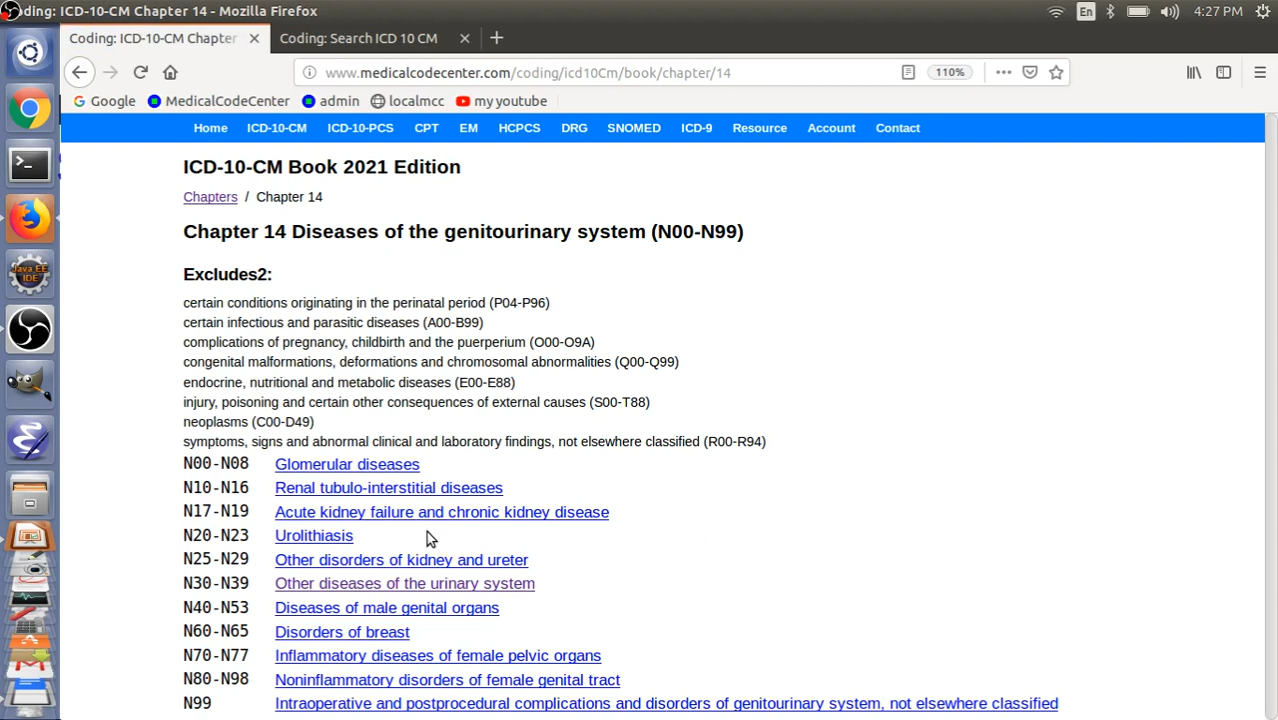 oding: ICD-10-CM Chapter 14 - Mozilla Firefox
En
4:27 PM
Coding: ICD-10-CM Chapter
Coding: Search ICD 10 CM
www.medicalcodecenter.com/coding/icd10Cm/book/chapter/14
110%
Google
MedicalCodeCenter
admin
localmcc
my youtube
Home
ICD-10-CM
ICD-10-PCS
CPT
EM
HCPCS
DRG
SNOMED
ICD-9
Resource
Account
Contact
ICD-10-CM Book 2021 Edition
Chapters / Chapter 14
Chapter 14 Diseases of the genitourinary system (N00-N99)
Excludes2:
certain conditions originating in the perinatal period (P04-P96)
certain infectious and parasitic diseases (A00-B99)
complications of pregnancy, childbirth and the puerperium (O00-O9A)
congenital malformations, deformations and chromosomal abnormalities (Q00-Q99)
endocrine, nutritional and metabolic diseases (E00-E88)
injury, poisoning and certain other consequences of external causes (S00-T88)
neoplasms (C00-D49)
symptoms, signs and abnormal clinical and laboratory findings, not elsewhere classified (R00-R94)
N00-N08 Glomerular diseases
N10-N16 Renal tubulo-interstitial diseases
N17-N19 Acute kidney failure and chronic kidney disease
N20-N23 Urolithiasis
N25-N29 Other disorders of kidney and ureter
N30-N39 Other diseases of the urinary system
N40-N53 Diseases of male genital organs
N60-N65 Disorders of breast
N70-N77 Inflammatory diseases of female pelvic organs
N80-N98 Noninflammatory disorders of female genital tract
N99 Intraoperative and postprocedural complications and disorders of genitourinary system, not elsewhere classified
Java EE
IDE